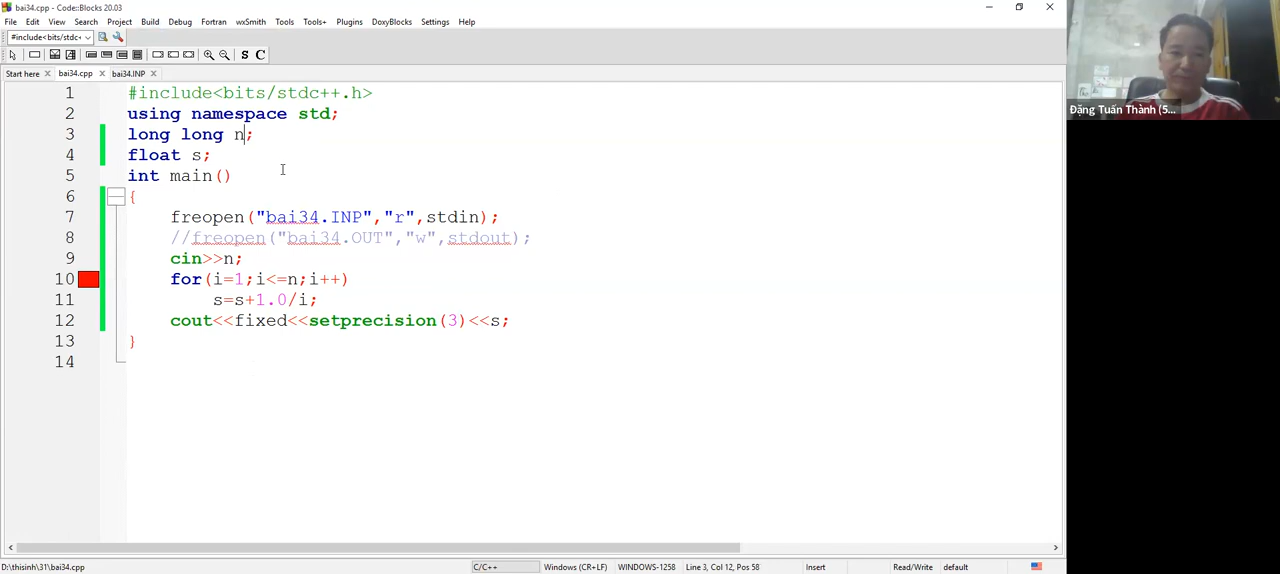 bai34.cpp - Code::Blocks 20.03
File Edit View Search Project Build Debug Fortran wxSmith Tools Tools+ Plugins DoxyBlocks Settings Help
#include<bits/stdc+
S C
Start here bai34.cpp bai34.INP
1 #include<bits/stdc++.h>
2 using namespace std;
3 long long n;
4 float s;
5 int main()
6 {
7 freopen("bai34.INP","r",stdin);
8 //freopen("bai34.OUT","w",stdout);
9 cin>>n;
10 for(i=1;i<=n;i++)
11 s=s+1.0/i;
12 cout<<fixed<<setprecision(3)<<s;
13 }
14
D:\thisinh\31\bai34.cpp C/C++ Windows (CR+LF) WINDOWS-1258 Line 3, Col 12, Pos 58 Insert Read/Write default
Đặng Tuấn Thành (5...